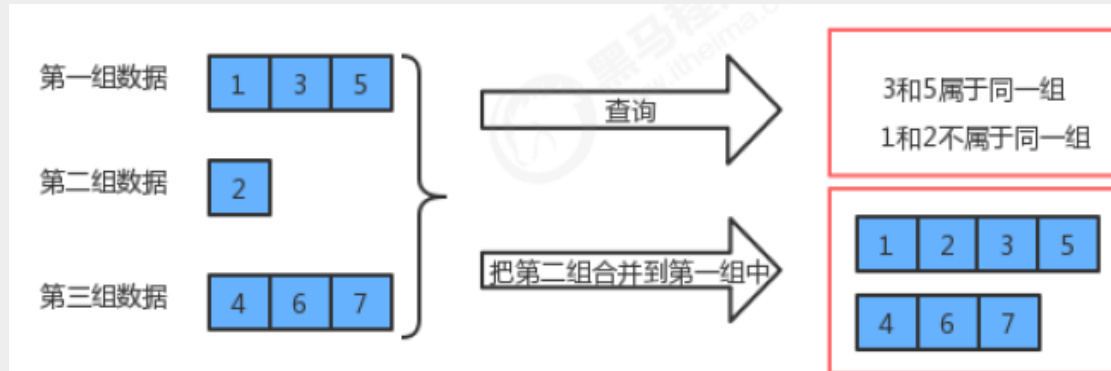 第一组数据
1 3 5
第二组数据
2
第三组数据
4 6 7
查询
把第二组合并到第一组中
3和5属于同一组
1和2不属于同一组
1 2 3 5
4 6 7